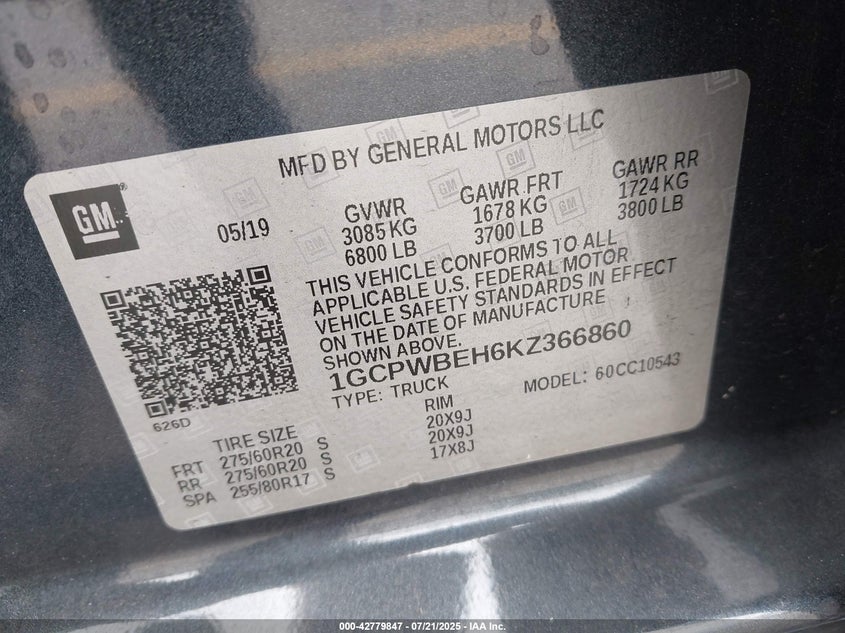 MFD BY GENERAL MOTORS LLC
GM
05/19
GVWR
3085 KG
6800 LB
GAWR FRT
1678 KG
3700 LB
GAWR RR
1724 KG
3800 LB
THIS VEHICLE CONFORMS TO ALL
APPLICABLE U.S. FEDERAL MOTOR
VEHICLE SAFETY STANDARDS IN EFFECT
ON THE DATE OF MANUFACTURE
SHOWN ABOVE.
1GCPWBEH6KZ366860
TYPE: TRUCK
MODEL: 60CC10543
626D
TIRE SIZE
RIM
FRT 275/60R20 S 20X9J
RR 275/60R20 S 20X9J
SPA 255/80R17 S 17X8J
000-42779847 - 07/21/2025 - IAA Inc.